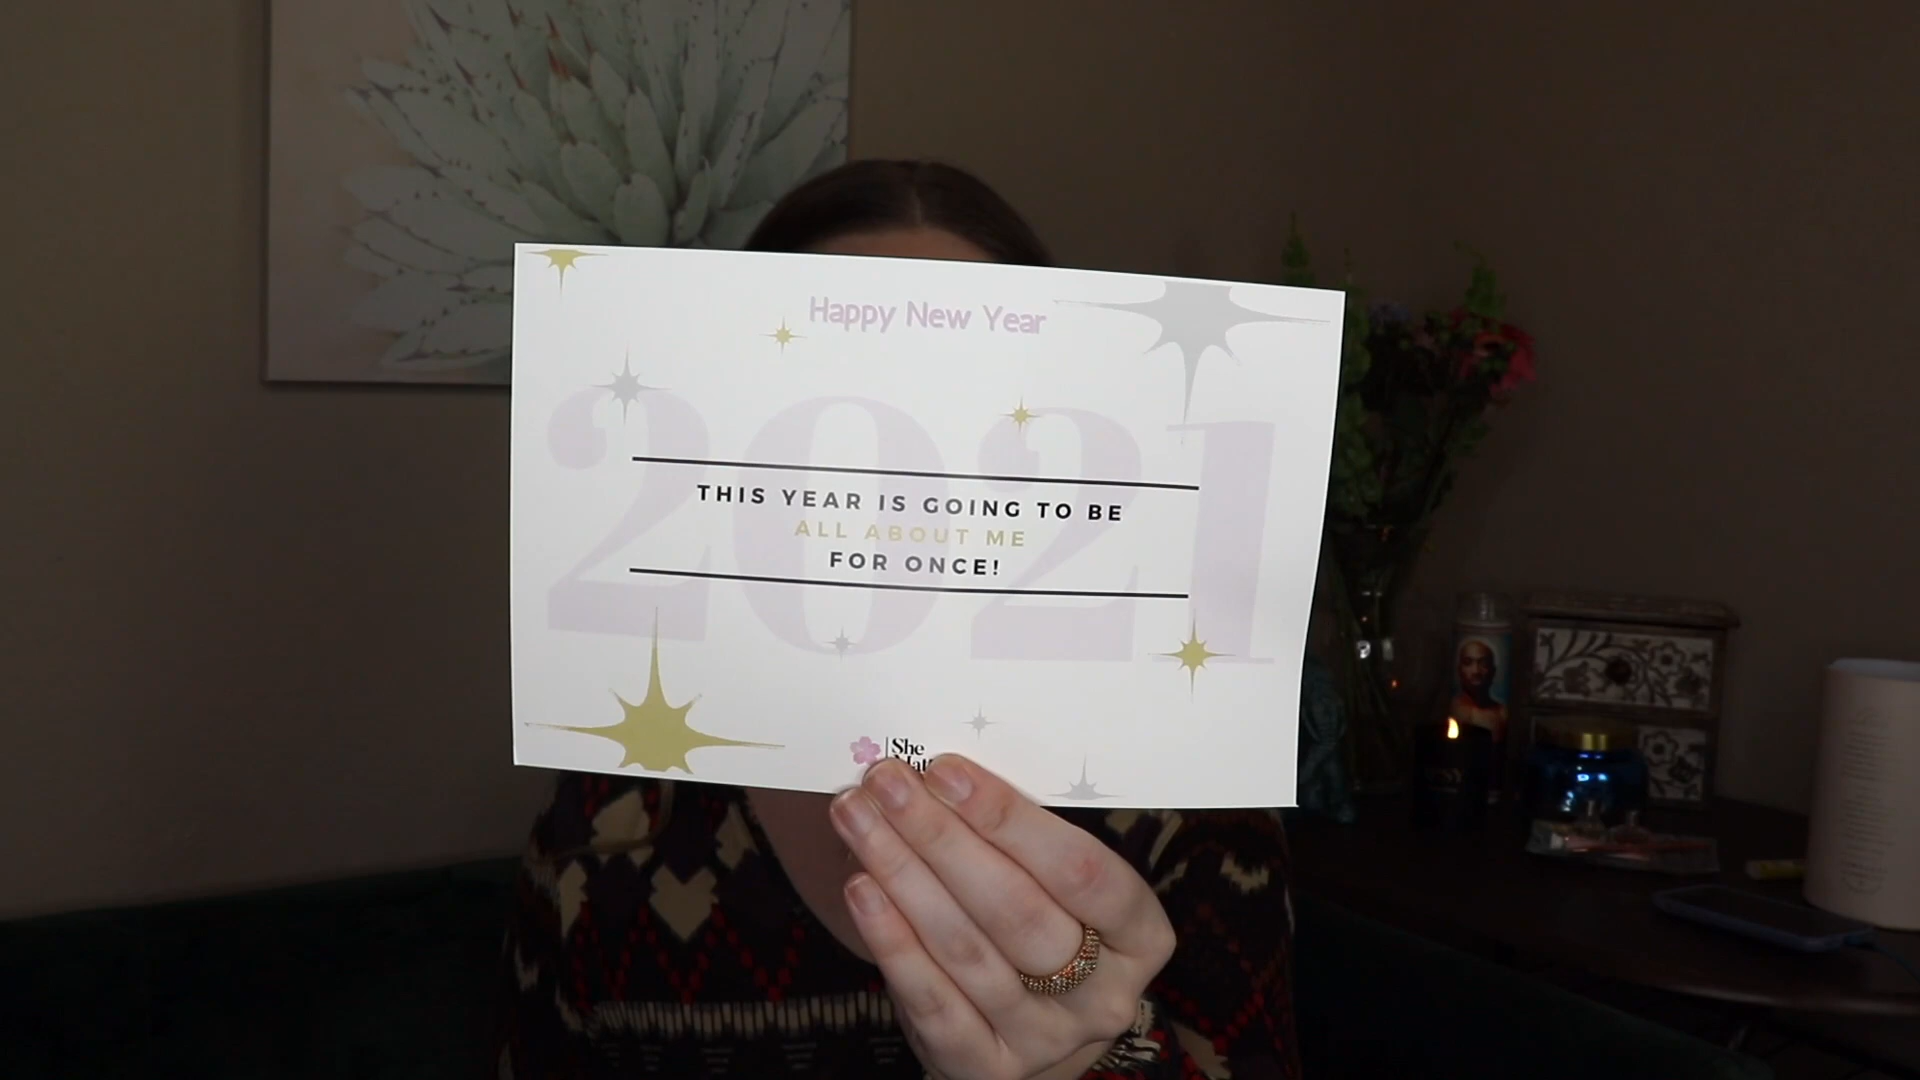 Happy New Year
2021
THIS YEAR IS GOING TO BE
ALL ABOUT ME
FOR ONCE!
She